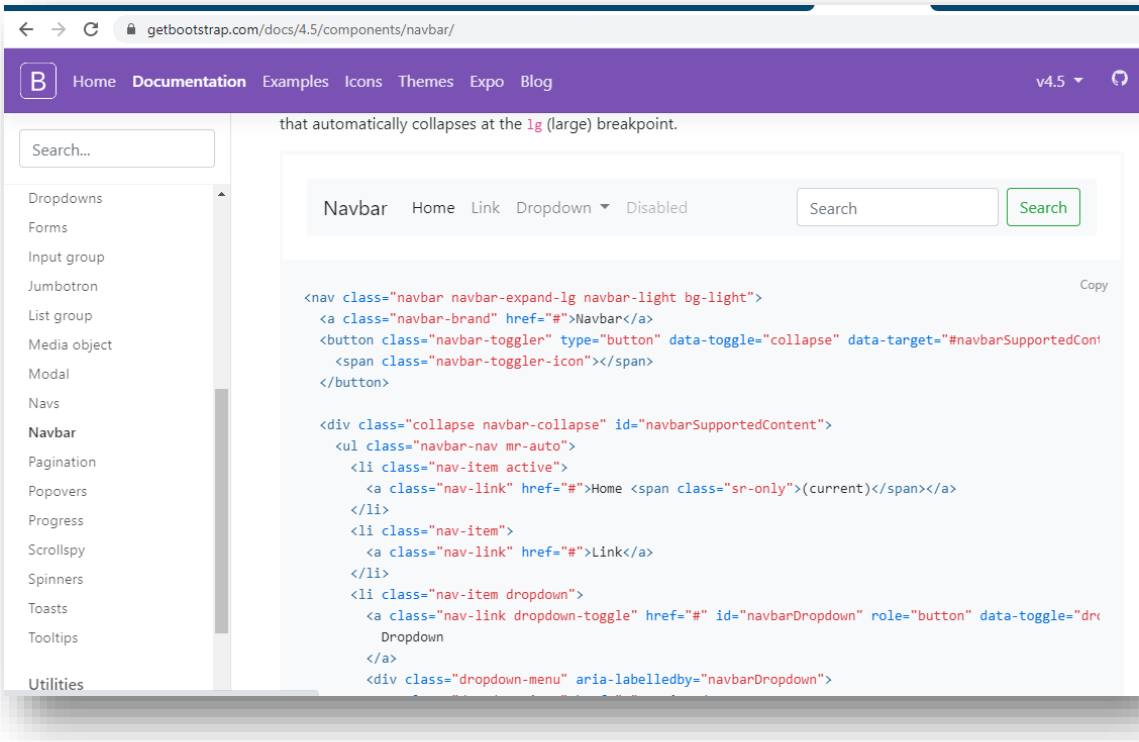 getbootstrap.com/docs/4.5/components/navbar/
B Home Documentation Examples Icons Themes Expo Blog v4.5
Search...
Dropdowns
Forms
Input group
Jumbotron
List group
Media object
Modal
Navs
Navbar
Pagination
Popovers
Progress
Scrollspy
Spinners
Toasts
Tooltips
Utilities
that automatically collapses at the lg (large) breakpoint.
Navbar Home Link Dropdown Disabled Search Search
Copy
<nav class="navbar navbar-expand-lg navbar-light bg-light">
<a class="navbar-brand" href="#">Navbar</a>
<button class="navbar-toggler" type="button" data-toggle="collapse" data-target="#navbarSupportedCont
<span class="navbar-toggler-icon"></span>
</button>
<div class="collapse navbar-collapse" id="navbarSupportedContent">
<ul class="navbar-nav mr-auto">
<li class="nav-item active">
<a class="nav-link" href="#">Home <span class="sr-only">(current)</span></a>
</li>
<li class="nav-item">
<a class="nav-link" href="#">Link</a>
</li>
<li class="nav-item dropdown">
<a class="nav-link dropdown-toggle" href="#" id="navbarDropdown" role="button" data-toggle="dro
Dropdown
</a>
<div class="dropdown-menu" aria-labelledby="navbarDropdown">